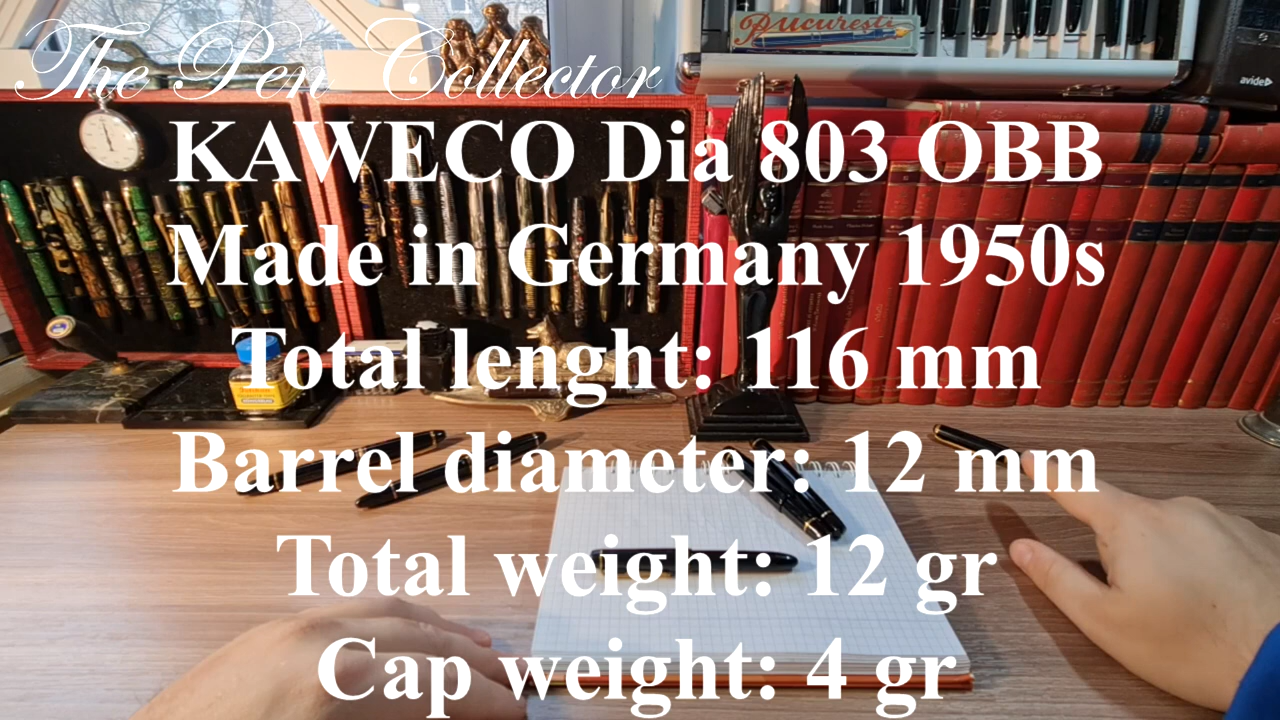 The Pen Collector
București
avide
KAWECO Dia 803 OBB
Made in Germany 1950s
Total lenght: 116 mm
Barrel diameter: 12 mm
Total weight: 12 gr
Cap weight: 4 gr